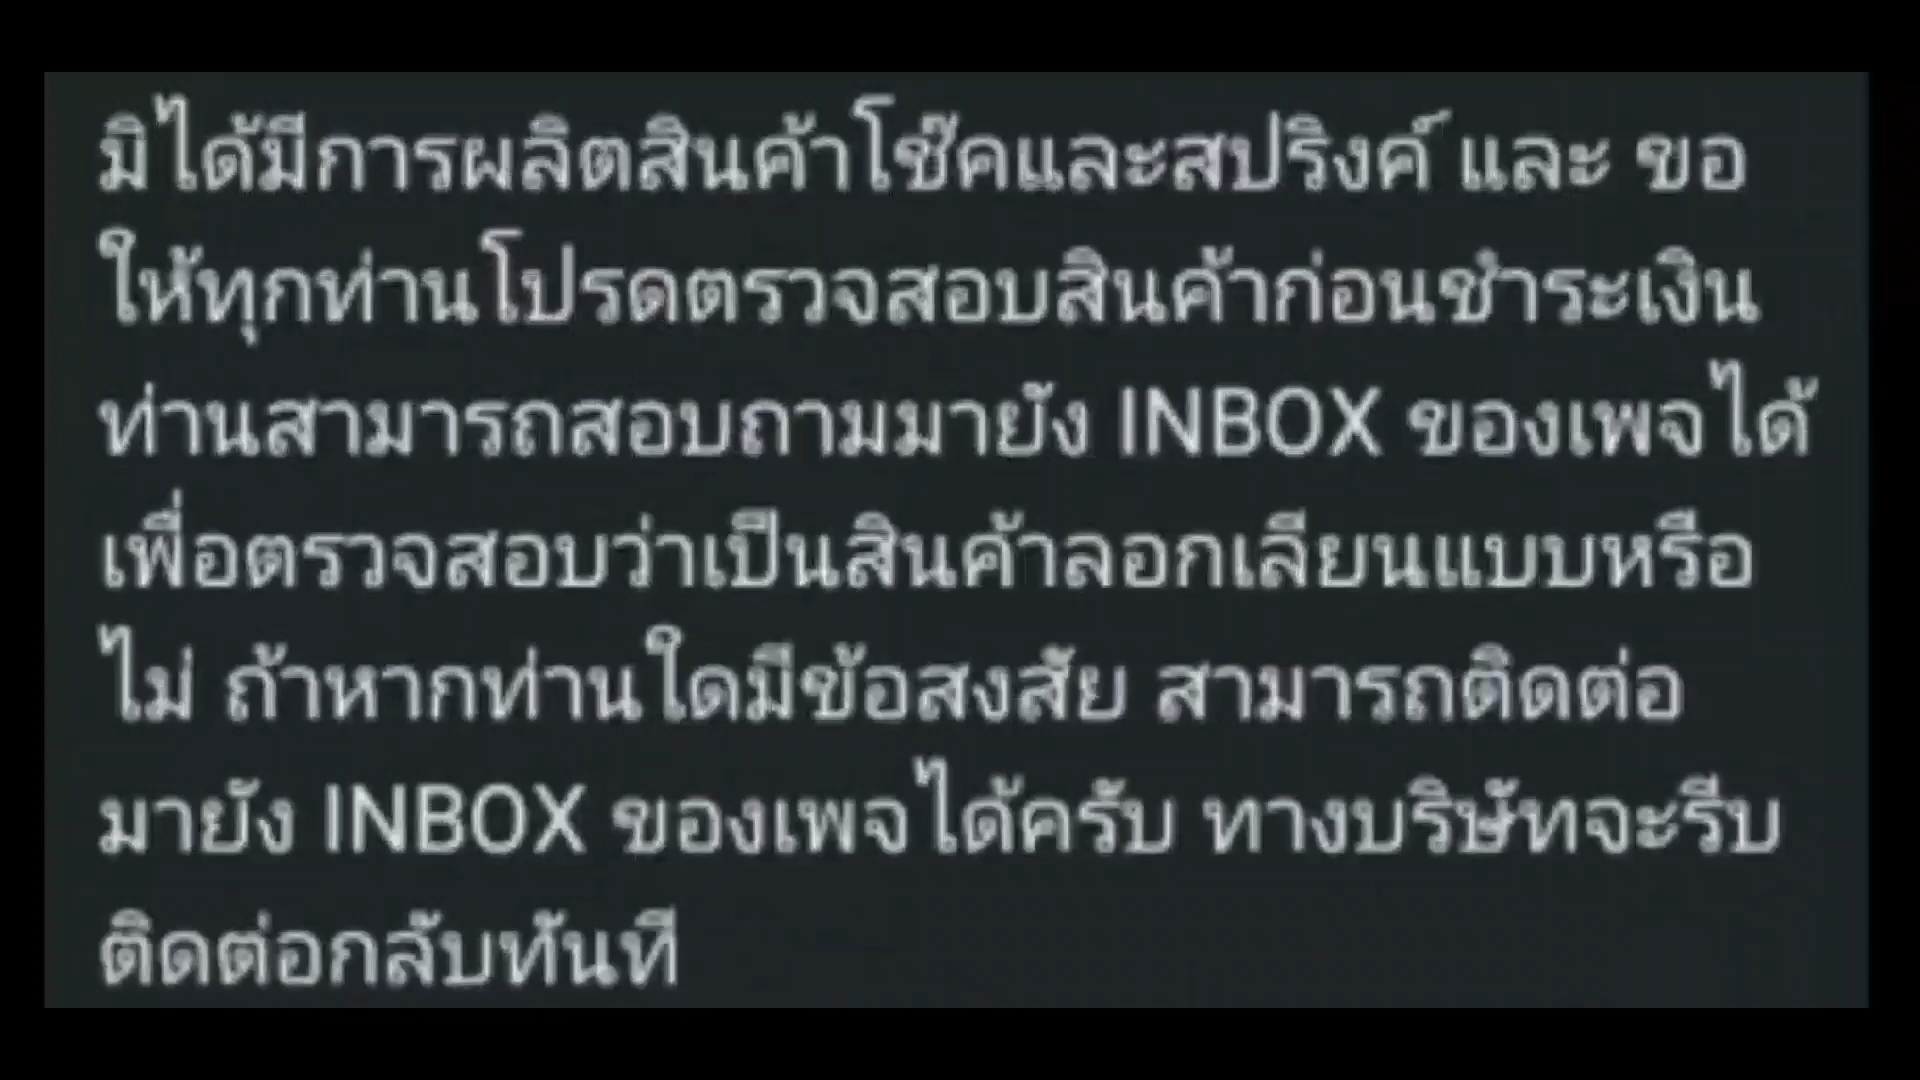 มิได้มีการผลิตสินค้าโช๊คและสปริงค์ และ ขอ
ให้ทุกท่านโปรดตรวจสอบสินค้าก่อนชำระเงิน
ท่านสามารถสอบถามมายัง INBOX ของเพจได้
เพื่อตรวจสอบว่าเป็นสินค้าลอกเลียนแบบหรือ
ไม่ ถ้าหากท่านใดมีข้อสงสัย สามารถติดต่อ
มายัง INBOX ของเพจได้ครับ ทางบริษัทจะรีบ
ติดต่อกลับทันที